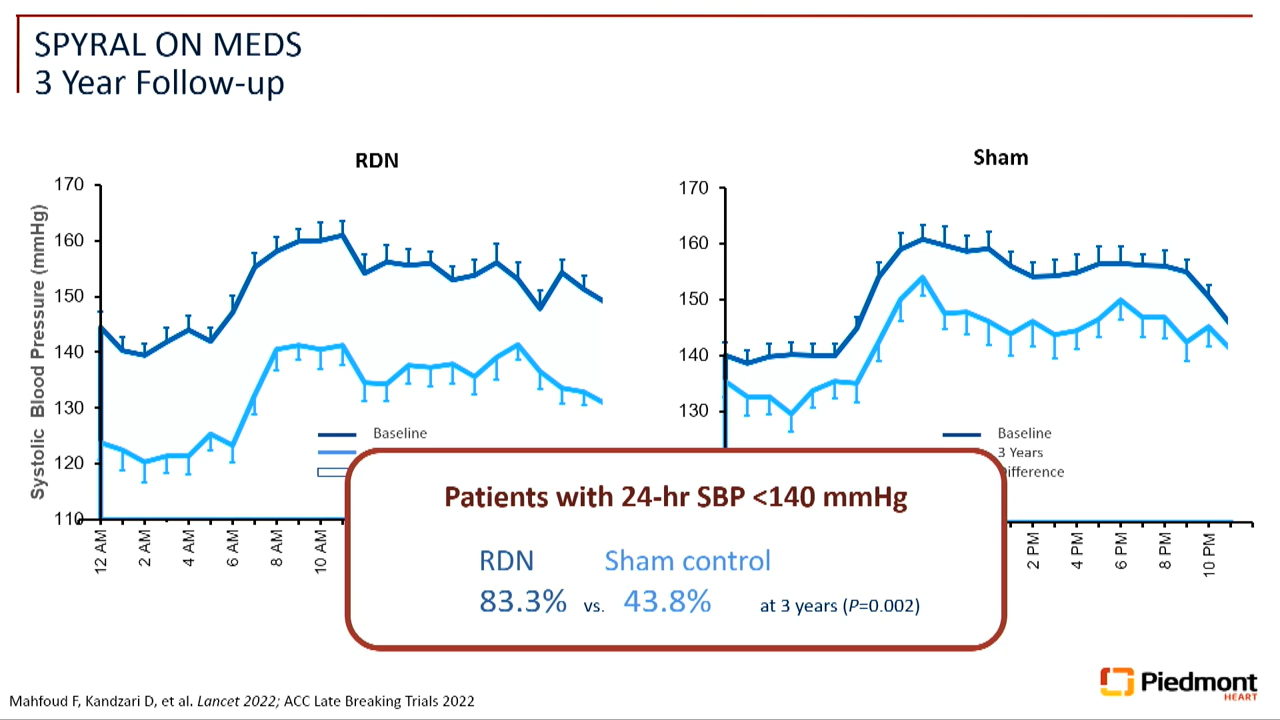 SPYRAL ON MEDS
3 Year Follow-up
RDN
Sham
Systolic Blood Pressure (mmHg)
170
160
150
140
130
120
110
12 AM
2 AM
4 AM
6 AM
8 AM
10 AM
Baseline
170
160
150
140
130
Baseline
3 Years
Difference
2 PM
4 PM
6 PM
8 PM
10 PM
Patients with 24-hr SBP <140 mmHg
RDN Sham control
83.3% vs. 43.8% at 3 years (P=0.002)
Mahfoud F, Kandzari D, et al. Lancet 2022; ACC Late Breaking Trials 2022
Piedmont
HEART